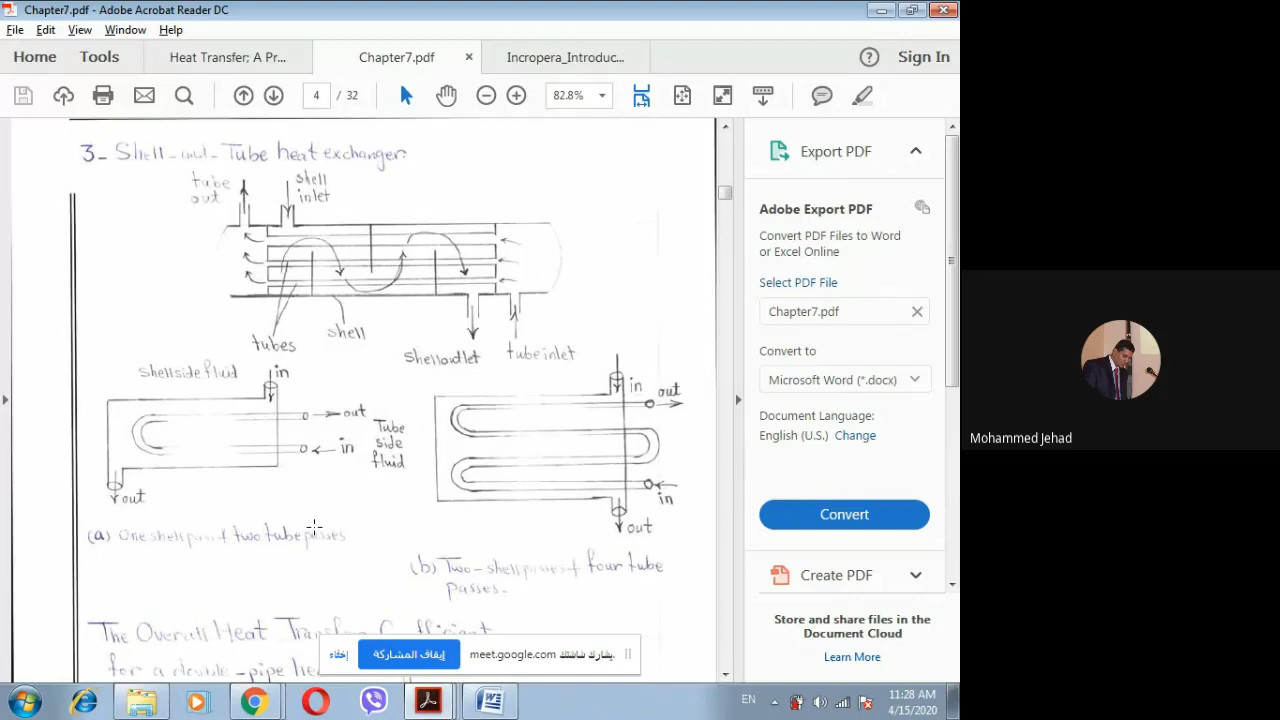 Chapter7.pdf - Adobe Acrobat Reader DC
File Edit View Window Help
Home Tools Heat Transfer; A Pr... Chapter7.pdf × Incropera_Introduc... Sign In
4 / 32 82.8%
3- Shell-and-Tube heat exchanger
tube out
shell inlet
tubes
shell
Shell outlet
tube inlet
Shell side fluid
in
out
in
out
Tube side fluid
in
out
in
out
(a) One shell pass & two tube passes
(b) Two-shell passes & four tube
passes.
The Overall Heat
for a double-pipe
Export PDF
Adobe Export PDF
Convert PDF Files to Word
or Excel Online
Select PDF File
Chapter7.pdf
Convert to
Microsoft Word (*.docx)
Document Language:
English (U.S.) Change
Convert
Create PDF
Store and share files in the
Document Cloud
Learn More
Mohammed Jehad
إخفاء إيقاف المشاركة meet.google.com يشارك شاشتك.
EN
11:28 AM
4/15/2020